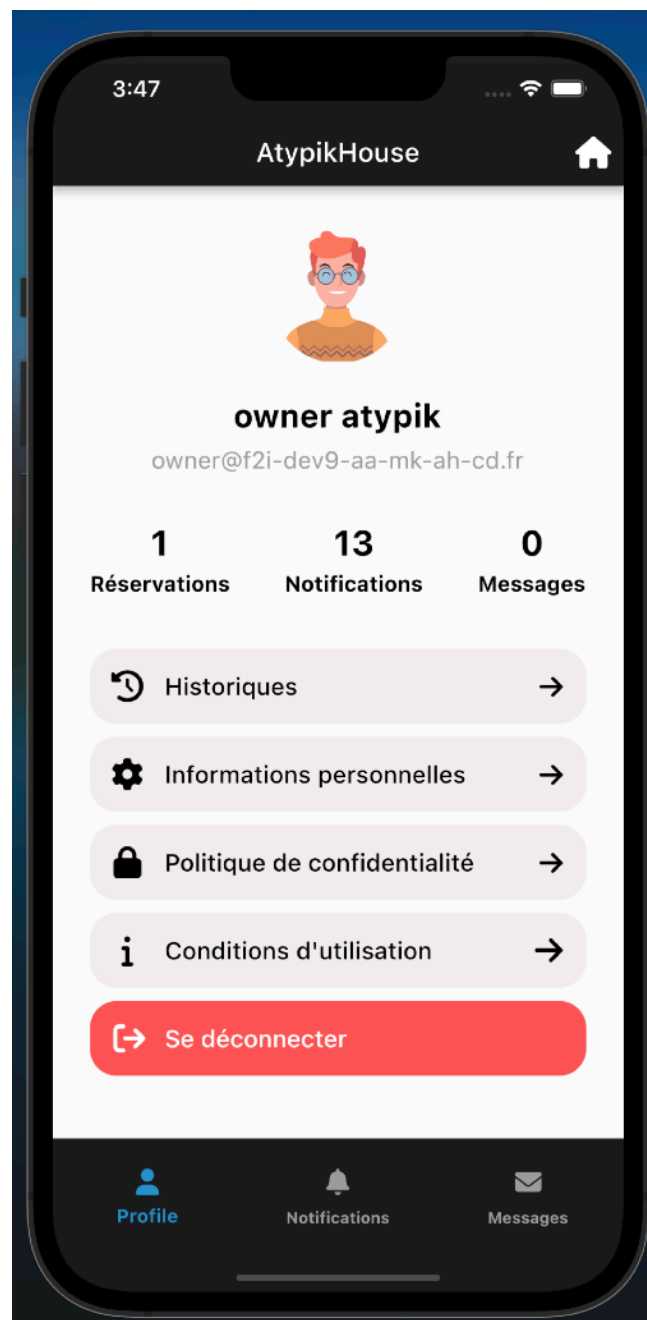 3:47
AtypikHouse
owner atypik
owner@f2i-dev9-aa-mk-ah-cd.fr
1 13 0
Réservations Notifications Messages
Historiques
Informations personnelles
Politique de confidentialité
Conditions d'utilisation
Se déconnecter
Profile Notifications Messages